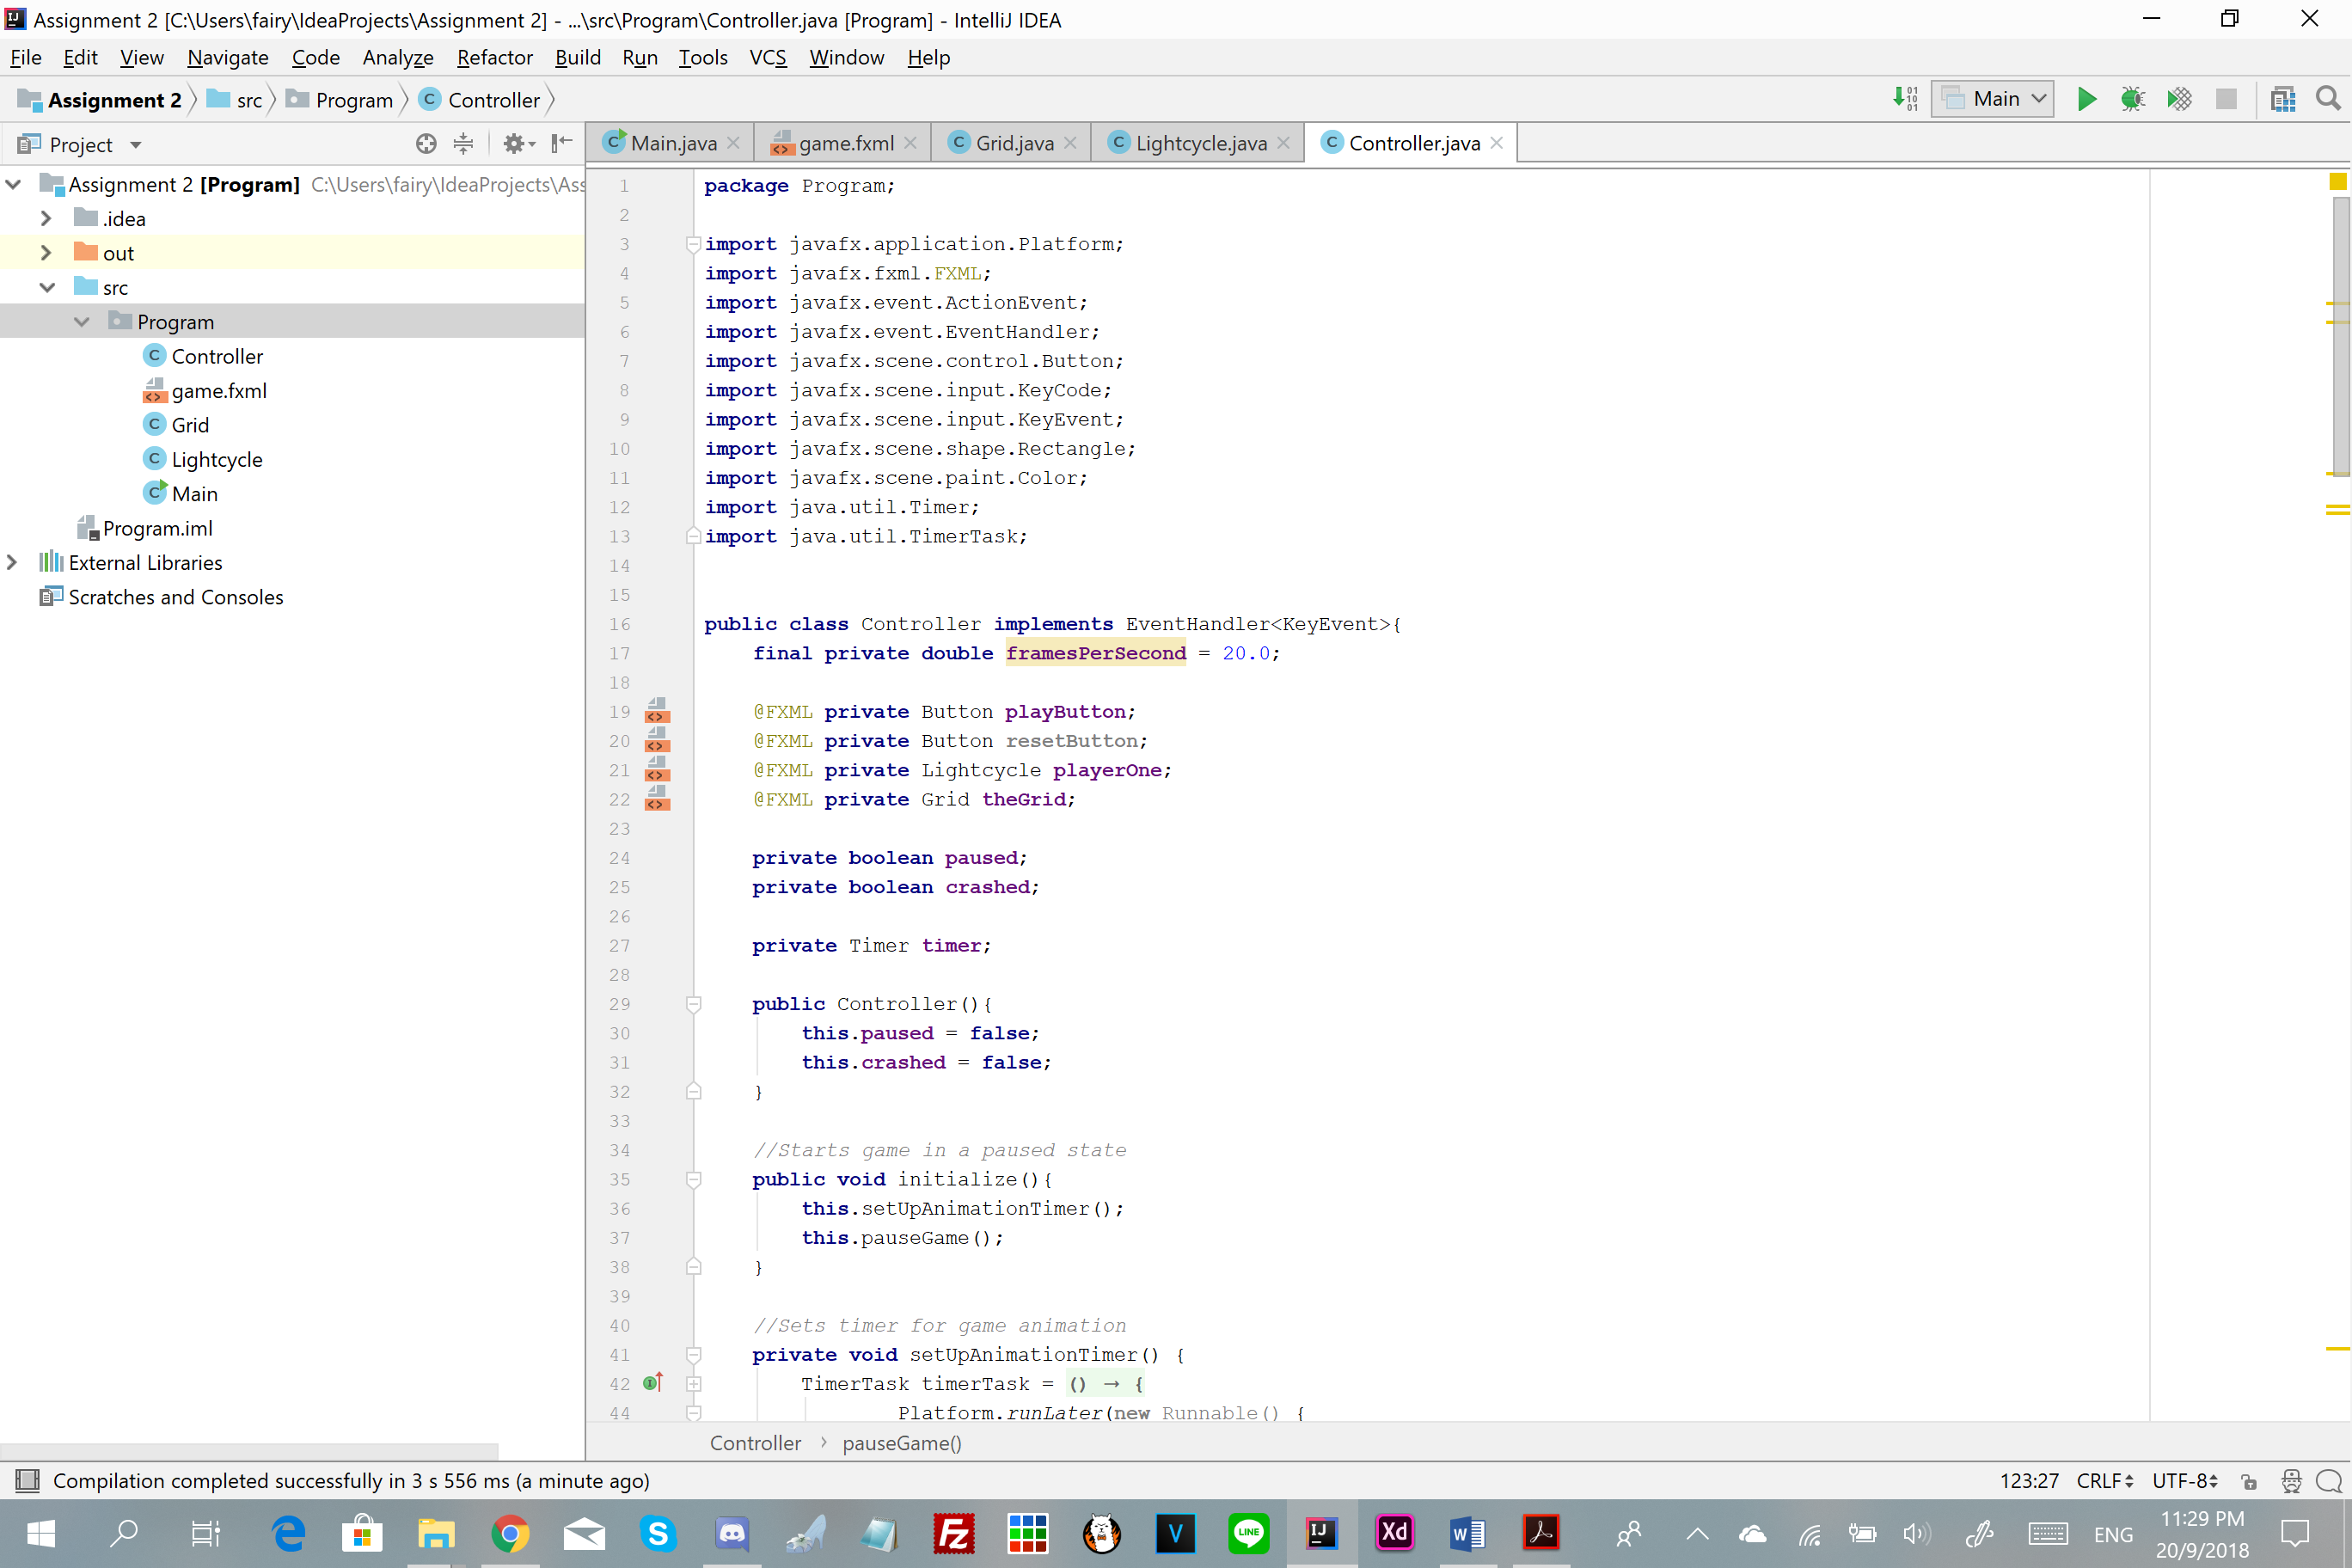 Assignment 2 [C:\Users\fairy\IdeaProjects\Assignment 2] - ...\src\Program\Controller.java [Program] - IntelliJ IDEA
File Edit View Navigate Code Analyze Refactor Build Run Tools VCS Window Help
Assignment 2 src Program Controller Main
Project
Main.java game.fxml Grid.java Lightcycle.java Controller.java
Assignment 2 [Program] C:\Users\fairy\IdeaProjects\Ass
.idea
out
src
Program
Controller
game.fxml
Grid
Lightcycle
Main
Program.iml
External Libraries
Scratches and Consoles
1 package Program;
2
3 import javafx.application.Platform;
4 import javafx.fxml.FXML;
5 import javafx.event.ActionEvent;
6 import javafx.event.EventHandler;
7 import javafx.scene.control.Button;
8 import javafx.scene.input.KeyCode;
9 import javafx.scene.input.KeyEvent;
10 import javafx.scene.shape.Rectangle;
11 import javafx.scene.paint.Color;
12 import java.util.Timer;
13 import java.util.TimerTask;
14
15
16 public class Controller implements EventHandler<KeyEvent>{
17 final private double framesPerSecond = 20.0;
18
19 @FXML private Button playButton;
20 @FXML private Button resetButton;
21 @FXML private Lightcycle playerOne;
22 @FXML private Grid theGrid;
23
24 private boolean paused;
25 private boolean crashed;
26
27 private Timer timer;
28
29 public Controller(){
30 this.paused = false;
31 this.crashed = false;
32 }
33
34 //Starts game in a paused state
35 public void initialize(){
36 this.setUpAnimationTimer();
37 this.pauseGame();
38 }
39
40 //Sets timer for game animation
41 private void setUpAnimationTimer() {
42 TimerTask timerTask = () → {
44 Platform.runLater(new Runnable() {
Controller › pauseGame()
Compilation completed successfully in 3 s 556 ms (a minute ago) 123:27 CRLF UTF-8
ENG 11:29 PM
20/9/2018